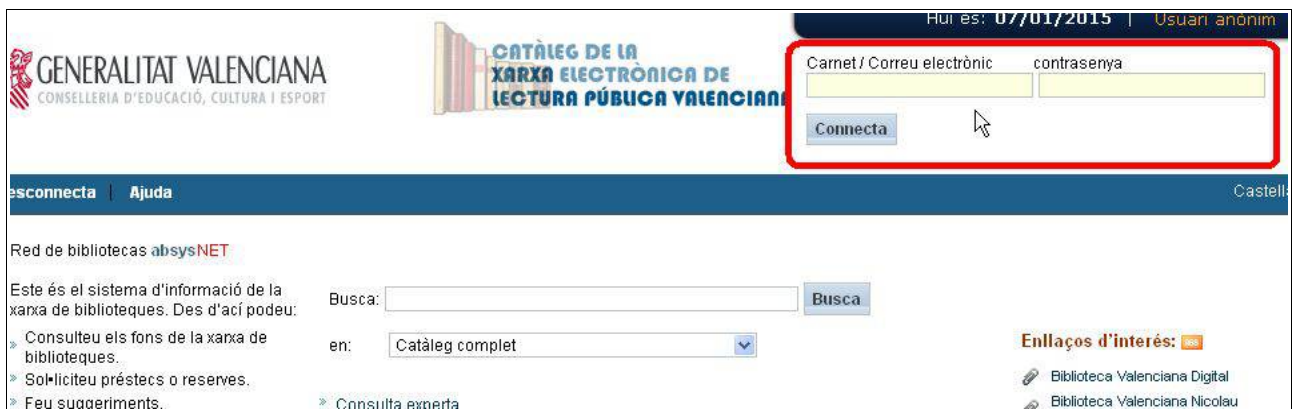 Hui és: 07/01/2015 | Usuari anònim
GENERALITAT VALENCIANA
CONSELLERIA D'EDUCACIÓ, CULTURA I ESPORT
CATÀLEG DE LA
XARXA ELECTRÒNICA DE
LECTURA PÚBLICA VALENCIANA
Carnet / Correu electrònic contrasenya
Connecta
esconnecta | Ajuda
Castell
Red de bibliotecas absysNET
Este és el sistema d'informació de la
xarxa de biblioteques. Des d'ací podeu:
» Consulteu els fons de la xarxa de
biblioteques.
» Sol•liciteu préstecs o reserves.
» Feu suggeriments.
Busca: Busca
en: Catàleg complet
» Consulta experta
Enllaços d'interés:
Biblioteca Valenciana Digital
Biblioteca Valenciana Nicolau